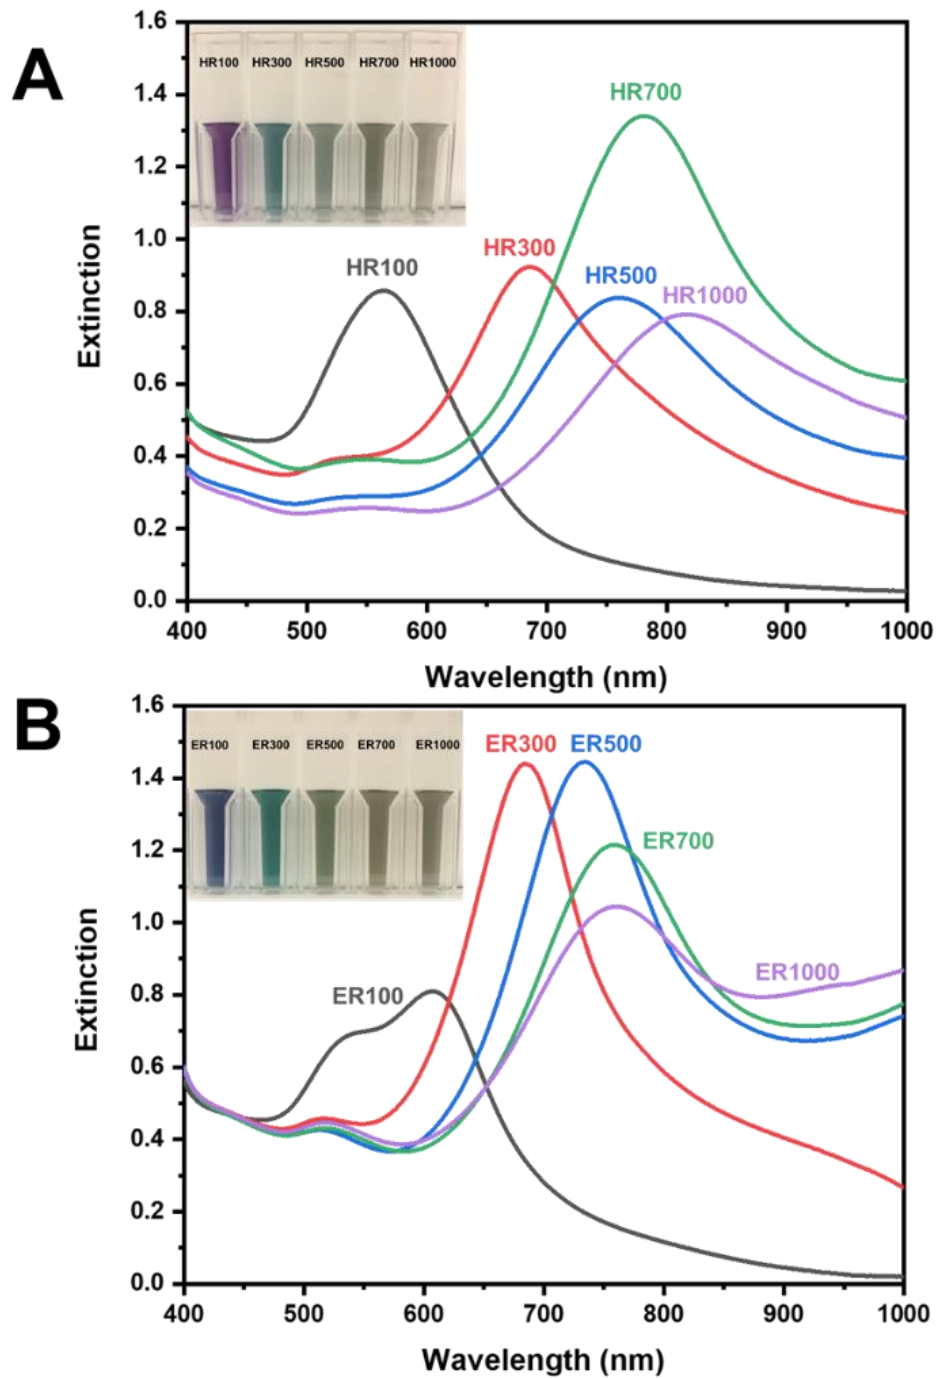 A
1.6
1.4
1.2
1.0
0.8
0.6
0.4
0.2
0.0
Extinction
HR100 HR300 HR500 HR700 HR1000
HR700
HR300
HR100
HR500
HR1000
400 500 600 700 800 900 1000
Wavelength (nm)
B
1.6
1.4
1.2
1.0
0.8
0.6
0.4
0.2
0.0
Extinction
ER100 ER300 ER500 ER700 ER1000
ER300 ER500
ER700
ER1000
ER100
400 500 600 700 800 900 1000
Wavelength (nm)